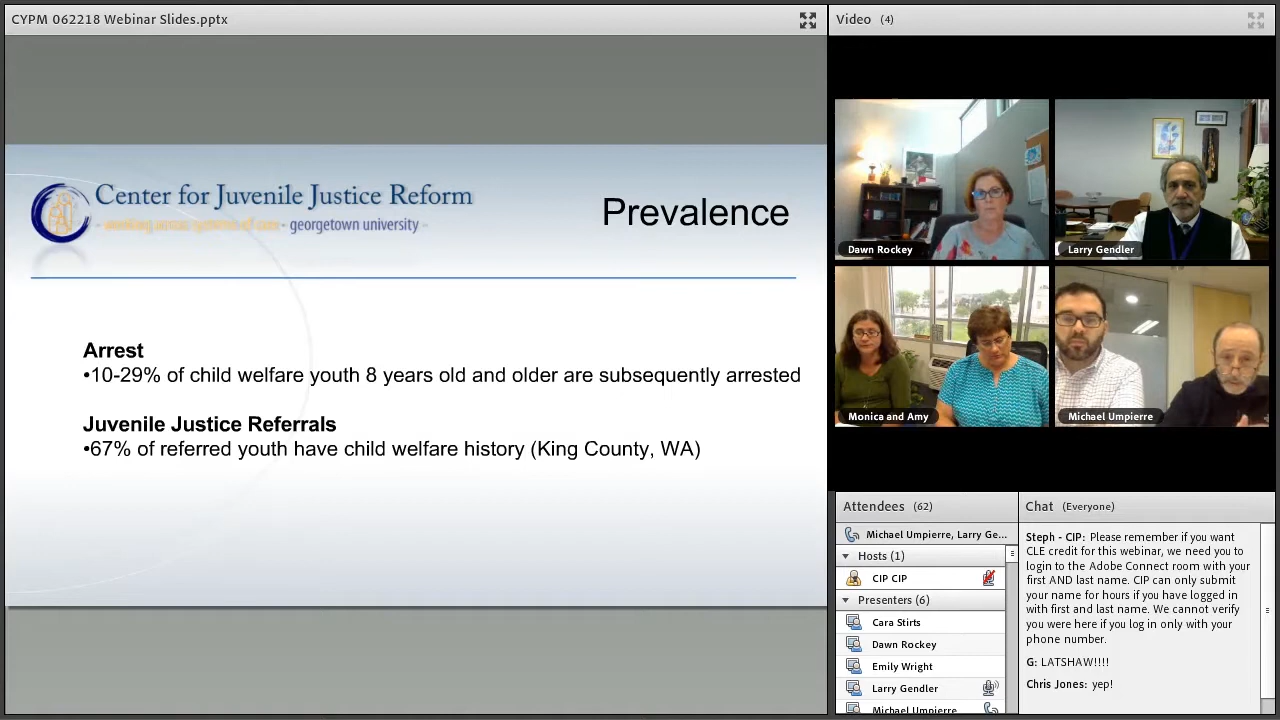 CYPM 062218 Webinar Slides.pptx
Center for Juvenile Justice Reform
- working across systems of care- georgetown university -
Prevalence
Arrest
•10-29% of child welfare youth 8 years old and older are subsequently arrested
Juvenile Justice Referrals
•67% of referred youth have child welfare history (King County, WA)
Video (4)
Dawn Rockey
Larry Gendler
Monica and Amy
Michael Umpierre
Attendees (62)
Michael Umpierre, Larry Ge...
Hosts (1)
CIP CIP
Presenters (6)
Cara Stirts
Dawn Rockey
Emily Wright
Larry Gendler
Michael Umpierre
Chat (Everyone)
Steph - CIP: Please remember if you want
CLE credit for this webinar, we need you to
login to the Adobe Connect room with your
first AND last name. CIP can only submit
your name for hours if you have logged in
with first and last name. We cannot verify
you were here if you log in only with your
phone number.
G: LATSHAW!!!!
Chris Jones: yep!